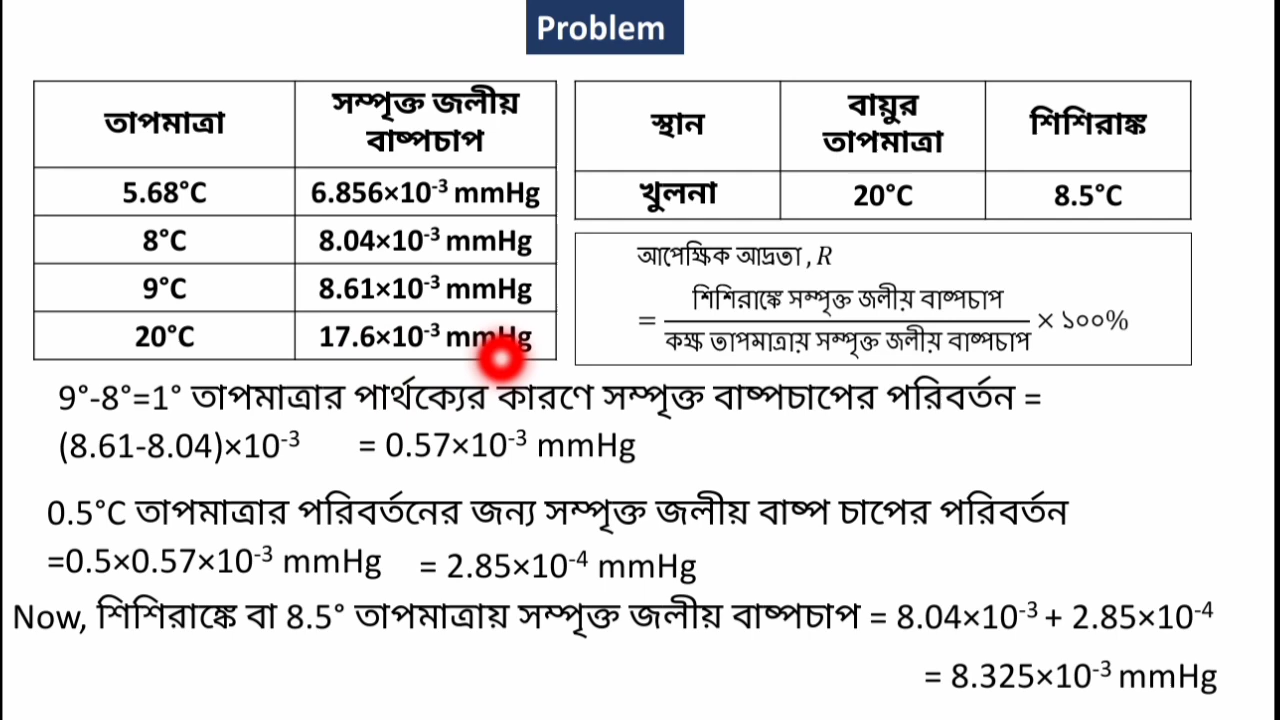 Problem
তাপমাত্রা
সম্পৃক্ত জলীয়
বাষ্পচাপ
5.68°C
6.856×10⁻³ mmHg
8°C
8.04×10⁻³ mmHg
9°C
8.61×10⁻³ mmHg
20°C
17.6×10⁻³ mmHg
স্থান
বায়ুর
তাপমাত্রা
শিশিরাঙ্ক
খুলনা
20°C
8.5°C
আপেক্ষিক আদ্রতা , R
= শিশিরাঙ্কে সম্পৃক্ত জলীয় বাষ্পচাপ
কক্ষ তাপমাত্রায় সম্পৃক্ত জলীয় বাষ্পচাপ
× ১০০%
9°-8°=1° তাপমাত্রার পার্থক্যের কারণে সম্পৃক্ত বাষ্পচাপের পরিবর্তন =
(8.61-8.04)×10⁻³ = 0.57×10⁻³ mmHg
0.5°C তাপমাত্রার পরিবর্তনের জন্য সম্পৃক্ত জলীয় বাষ্প চাপের পরিবর্তন
=0.5×0.57×10⁻³ mmHg = 2.85×10⁻⁴ mmHg
Now, শিশিরাঙ্কে বা 8.5° তাপমাত্রায় সম্পৃক্ত জলীয় বাষ্পচাপ = 8.04×10⁻³ + 2.85×10⁻⁴
= 8.325×10⁻³ mmHg